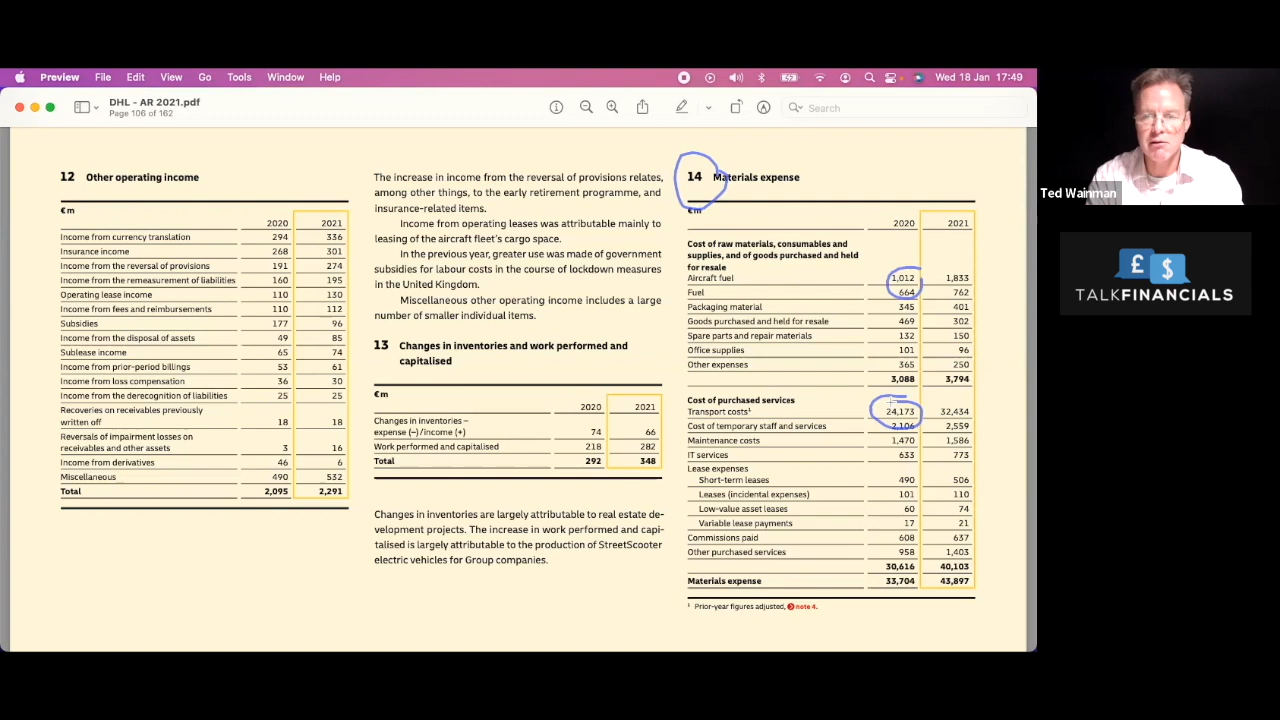 Preview File Edit View Go Tools Window Help
Wed 18 Jan 17:49
DHL - AR 2021.pdf
Page 106 of 162
Search
12 Other operating income
€m
2020 2021
Income from currency translation 294 336
Insurance income 268 301
Income from the reversal of provisions 191 274
Income from the remeasurement of liabilities 160 195
Operating lease income 110 130
Income from fees and reimbursements 110 112
Subsidies 177 96
Income from the disposal of assets 49 85
Sublease income 65 74
Income from prior-period billings 53 61
Income from loss compensation 36 30
Income from the derecognition of liabilities 25 25
Recoveries on receivables previously
written off 18 18
Reversals of impairment losses on
receivables and other assets 3 16
Income from derivatives 46 6
Miscellaneous 490 532
Total 2,095 2,291
The increase in income from the reversal of provisions relates,
among other things, to the early retirement programme, and
insurance-related items.
Income from operating leases was attributable mainly to
leasing of the aircraft fleet's cargo space.
In the previous year, greater use was made of government
subsidies for labour costs in the course of lockdown measures
in the United Kingdom.
Miscellaneous other operating income includes a large
number of smaller individual items.
13 Changes in inventories and work performed and
capitalised
€m
2020 2021
Changes in inventories –
expense (–)/income (+) 74 66
Work performed and capitalised 218 282
Total 292 348
Changes in inventories are largely attributable to real estate de-
velopment projects. The increase in work performed and capi-
talised is largely attributable to the production of StreetScooter
electric vehicles for Group companies.
14 Materials expense
€m
2020 2021
Cost of raw materials, consumables and
supplies, and of goods purchased and held
for resale
Aircraft fuel 1,012 1,833
Fuel 664 762
Packaging material 345 401
Goods purchased and held for resale 469 302
Spare parts and repair materials 132 150
Office supplies 101 96
Other expenses 365 250
3,088 3,794
Cost of purchased services
Transport costs¹ 24,173 32,434
Cost of temporary staff and services 2,106 2,559
Maintenance costs 1,470 1,586
IT services 633 773
Lease expenses
Short-term leases 490 506
Leases (incidental expenses) 101 110
Low-value asset leases 60 74
Variable lease payments 17 21
Commissions paid 608 637
Other purchased services 958 1,403
30,616 40,103
Materials expense 33,704 43,897
¹ Prior-year figures adjusted, note 4.
Ted Wainman
£ $
TALKFINANCIALS